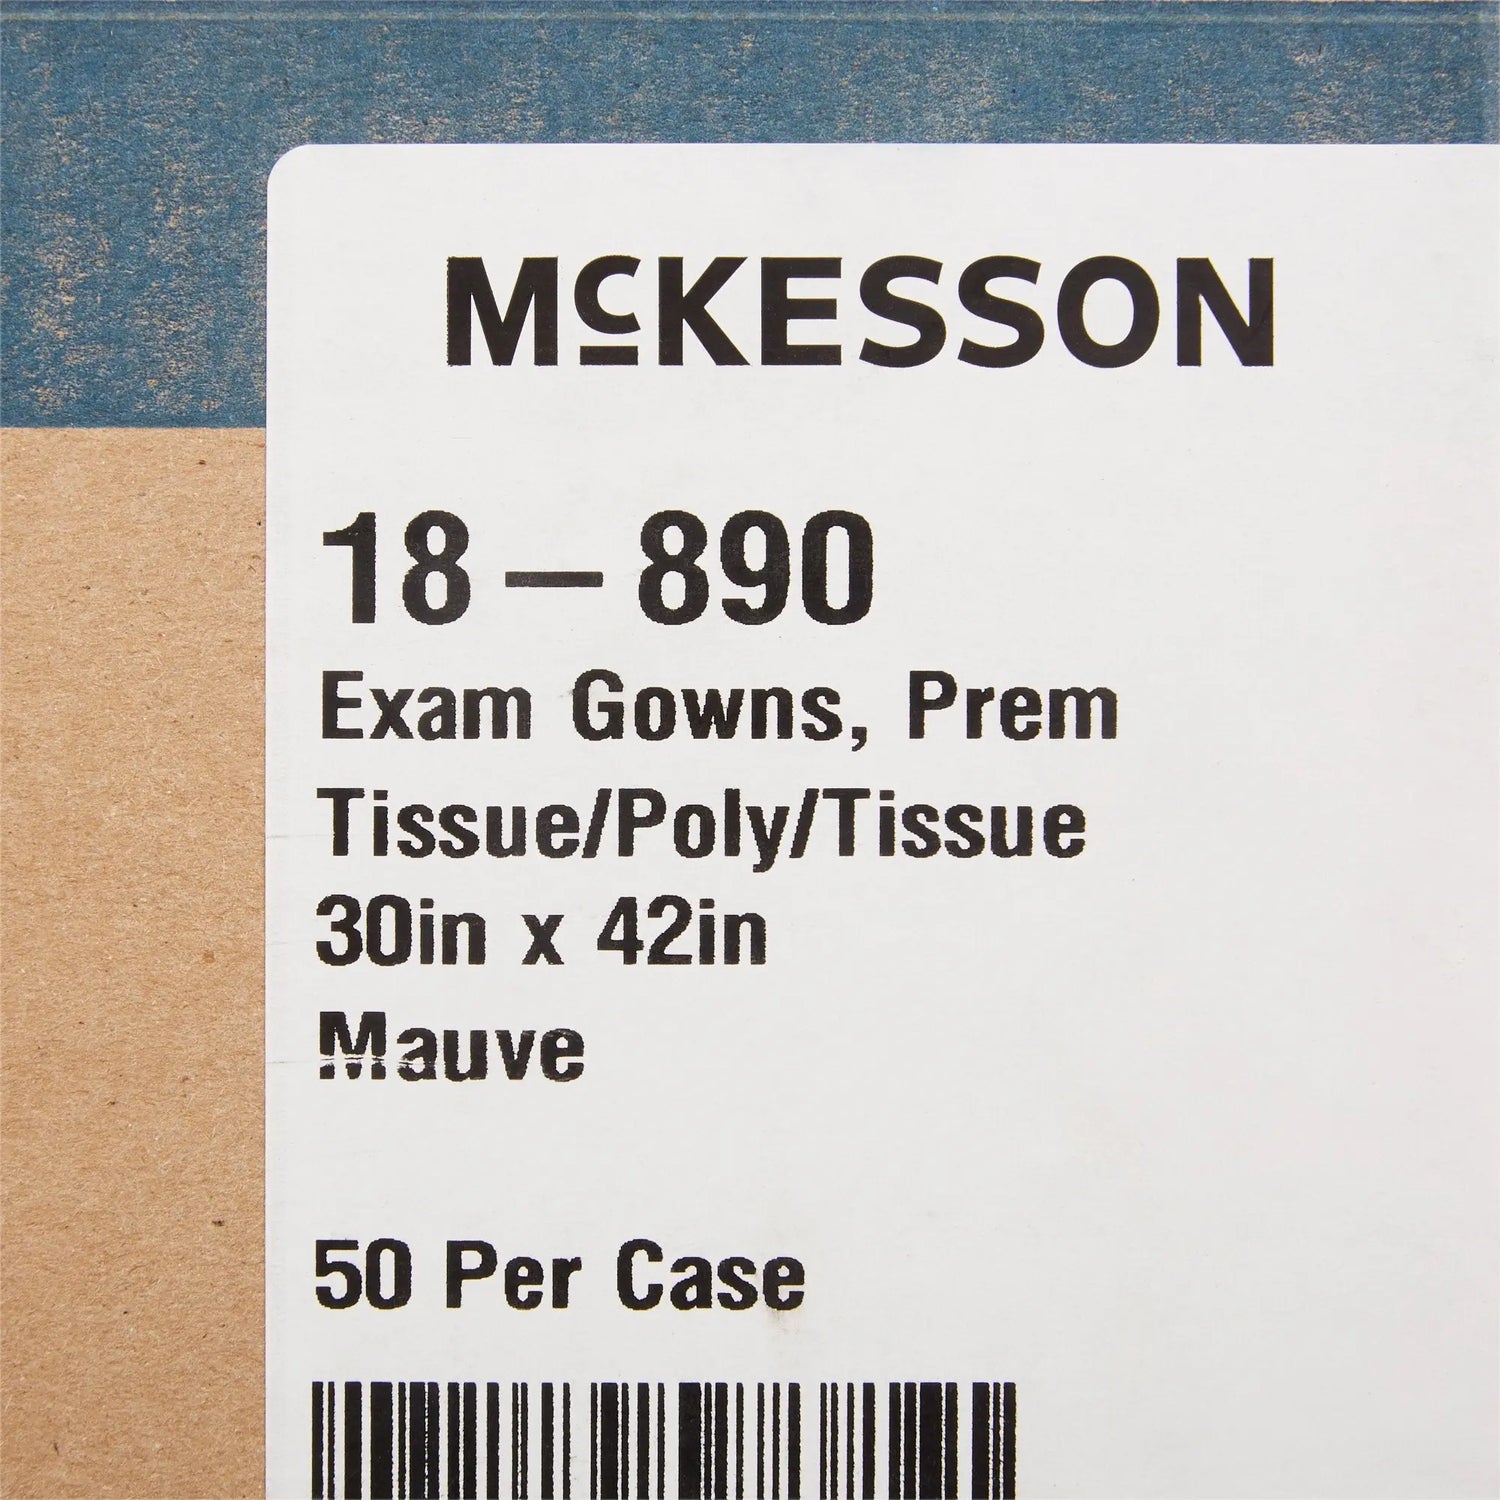 McKESSON
18-890
Exam Gowns, Prem
Tissue/Poly/Tissue
30in x 42in
Mauve
50 Per Case